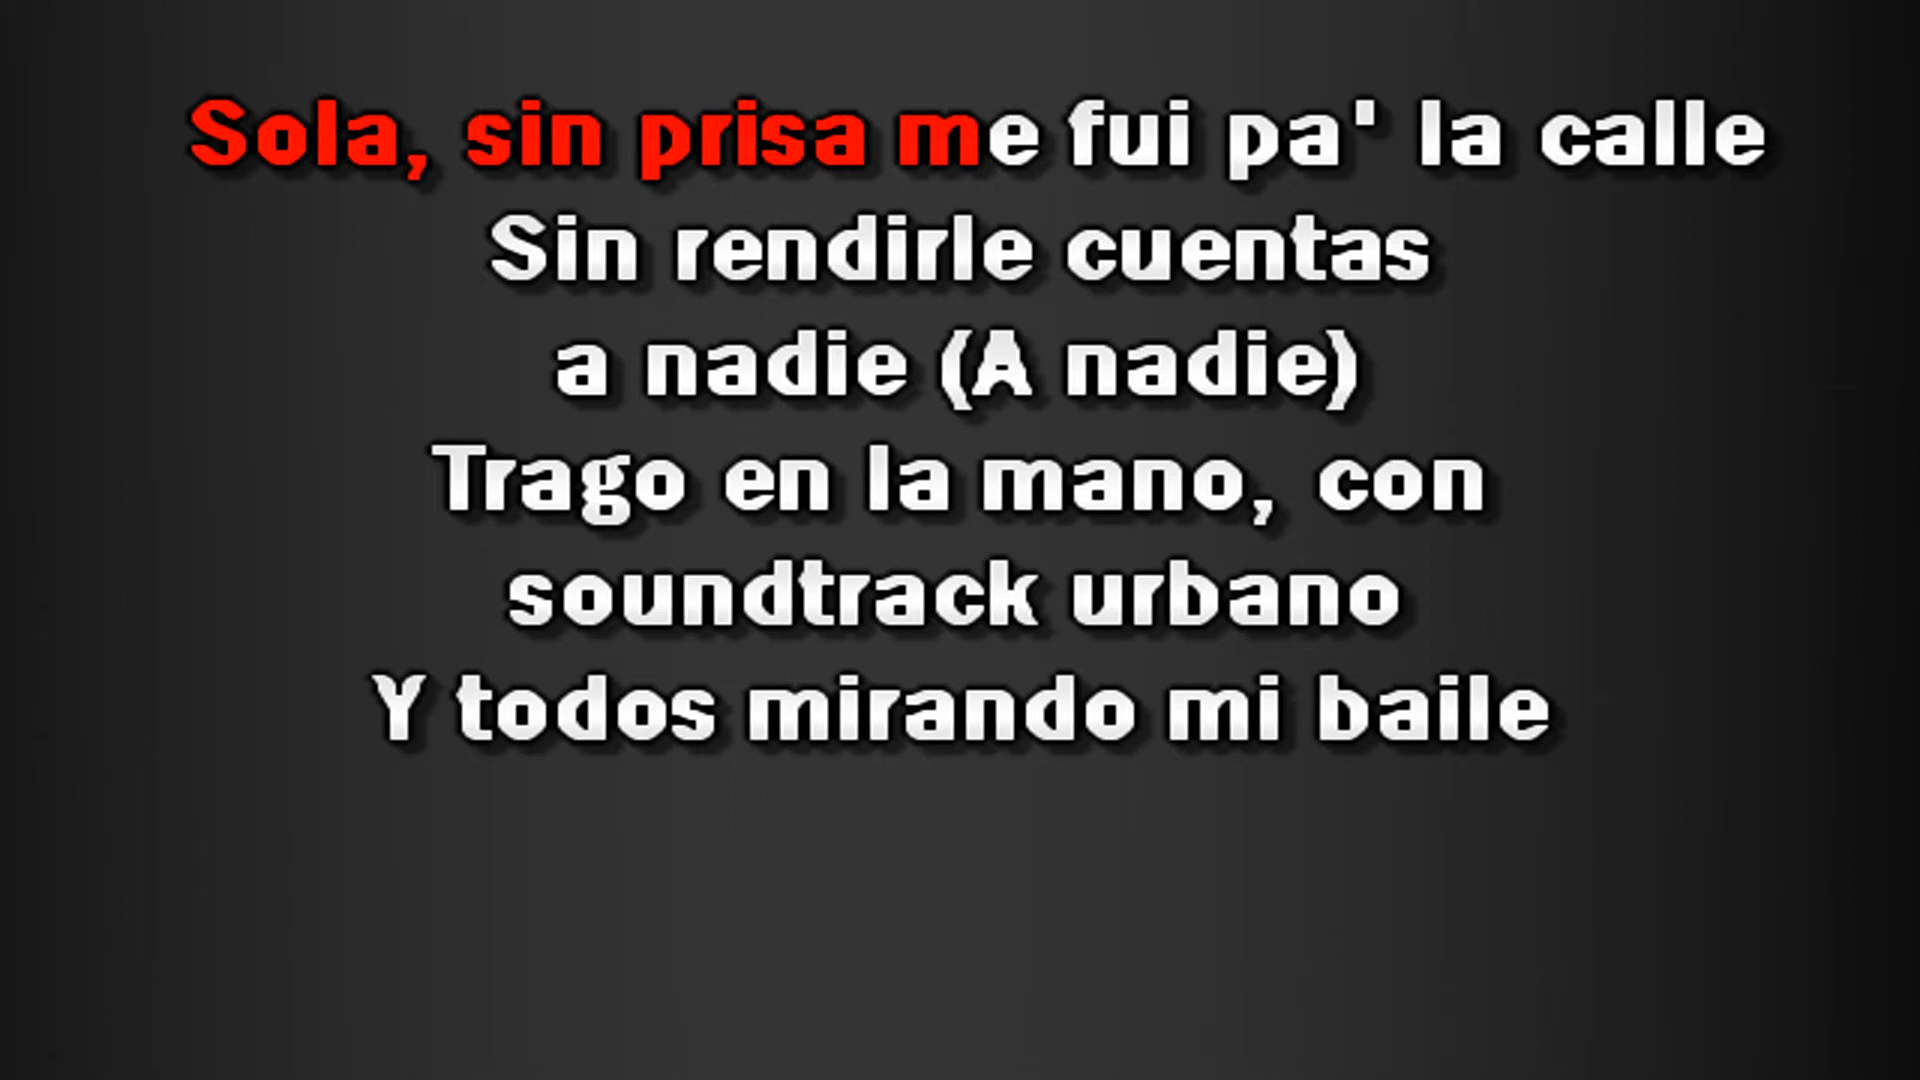 Sola, sin prisa me fui pa' la calle
Sin rendirle cuentas
a nadie (A nadie)
Trago en la mano, con
soundtrack urbano
Y todos mirando mi baile